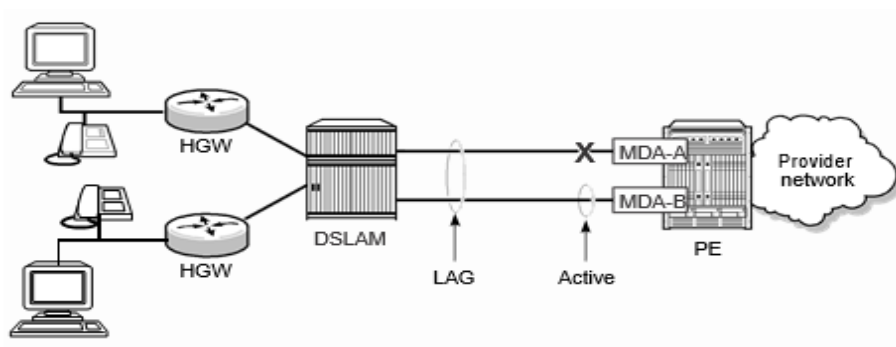 HGW
MDA-A
Provider
network
MDA-B
DSLAM
PE
HGW
LAG
Active